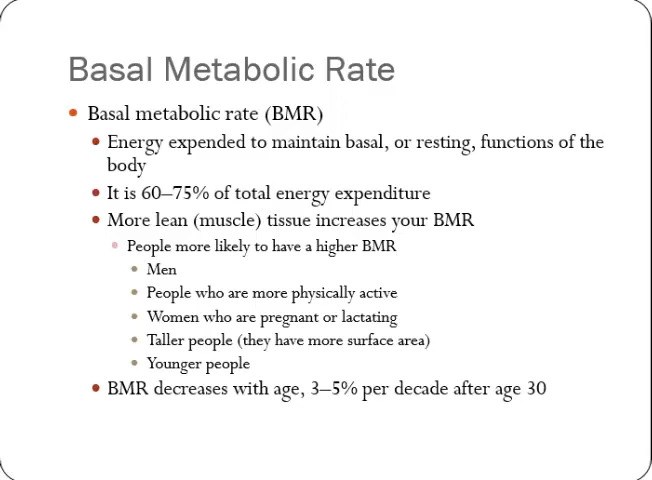 Basal Metabolic Rate
Basal metabolic rate (BMR)
Energy expended to maintain basal, or resting, functions of the
body
It is 60–75% of total energy expenditure
More lean (muscle) tissue increases your BMR
People more likely to have a higher BMR
Men
People who are more physically active
Women who are pregnant or lactating
Taller people (they have more surface area)
Younger people
BMR decreases with age, 3–5% per decade after age 30